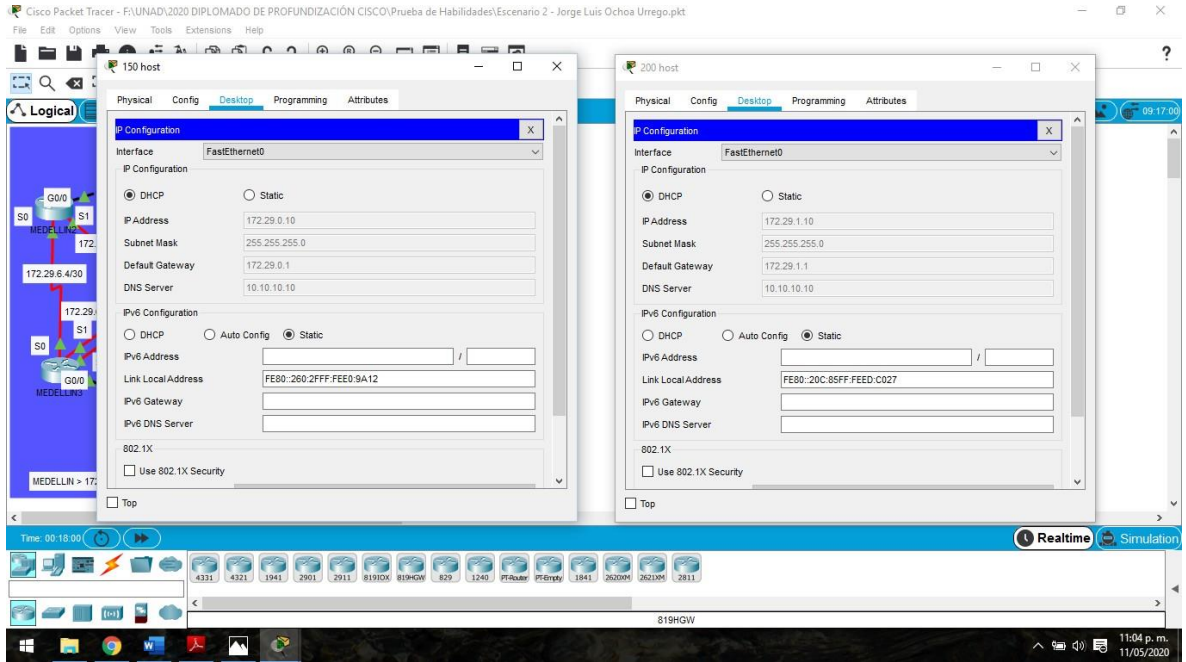 Cisco Packet Tracer - F:\UNAD\2020 DIPLOMADO DE PROFUNDIZACIÓN CISCO\Prueba de Habilidades\Escenario 2 - Jorge Luis Ochoa Urrego.pkt
File Edit Options View Tools Extensions Help
?
Logical
09:17:00
G0/0
S0
S1
MEDELLIN2
172.
172.29.6.4/30
172.29.
S1
S0
G0/0
MEDELLIN3
MEDELLIN > 17
150 host
Physical Config Desktop Programming Attributes
IP Configuration X
Interface FastEthernet0
IP Configuration
DHCP Static
IP Address 172.29.0.10
Subnet Mask 255.255.255.0
Default Gateway 172.29.0.1
DNS Server 10.10.10.10
IPv6 Configuration
DHCP Auto Config Static
IPv6 Address /
Link Local Address FE80::260:2FFF:FEE0:9A12
IPv6 Gateway
IPv6 DNS Server
802.1X
Use 802.1X Security
Top
200 host
Physical Config Desktop Programming Attributes
IP Configuration X
Interface FastEthernet0
IP Configuration
DHCP Static
IP Address 172.29.1.10
Subnet Mask 255.255.255.0
Default Gateway 172.29.1.1
DNS Server 10.10.10.10
IPv6 Configuration
DHCP Auto Config Static
IPv6 Address /
Link Local Address FE80::20C:85FF:FEED:C027
IPv6 Gateway
IPv6 DNS Server
802.1X
Use 802.1X Security
Top
Time: 00:18:00 Realtime Simulation
4331 4321 1941 2901 2911 819IOX 819HGW 829 1240 PT-Router PT-Empty 1841 2620XM 2621XM 2811
819HGW
11:04 p. m.
11/05/2020